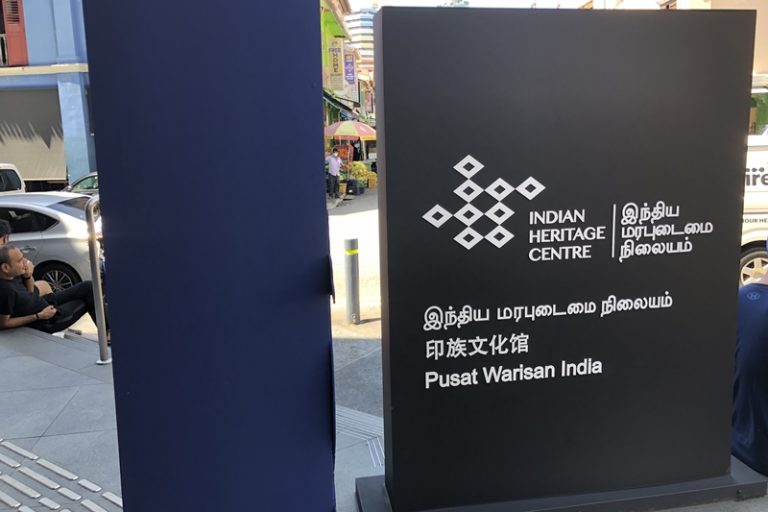 INDIAN
HERITAGE
CENTRE
இந்திய
மரபுடைமை
நிலையம்
இந்திய மரபுடைமை நிலையம்
印族文化馆
Pusat Warisan India